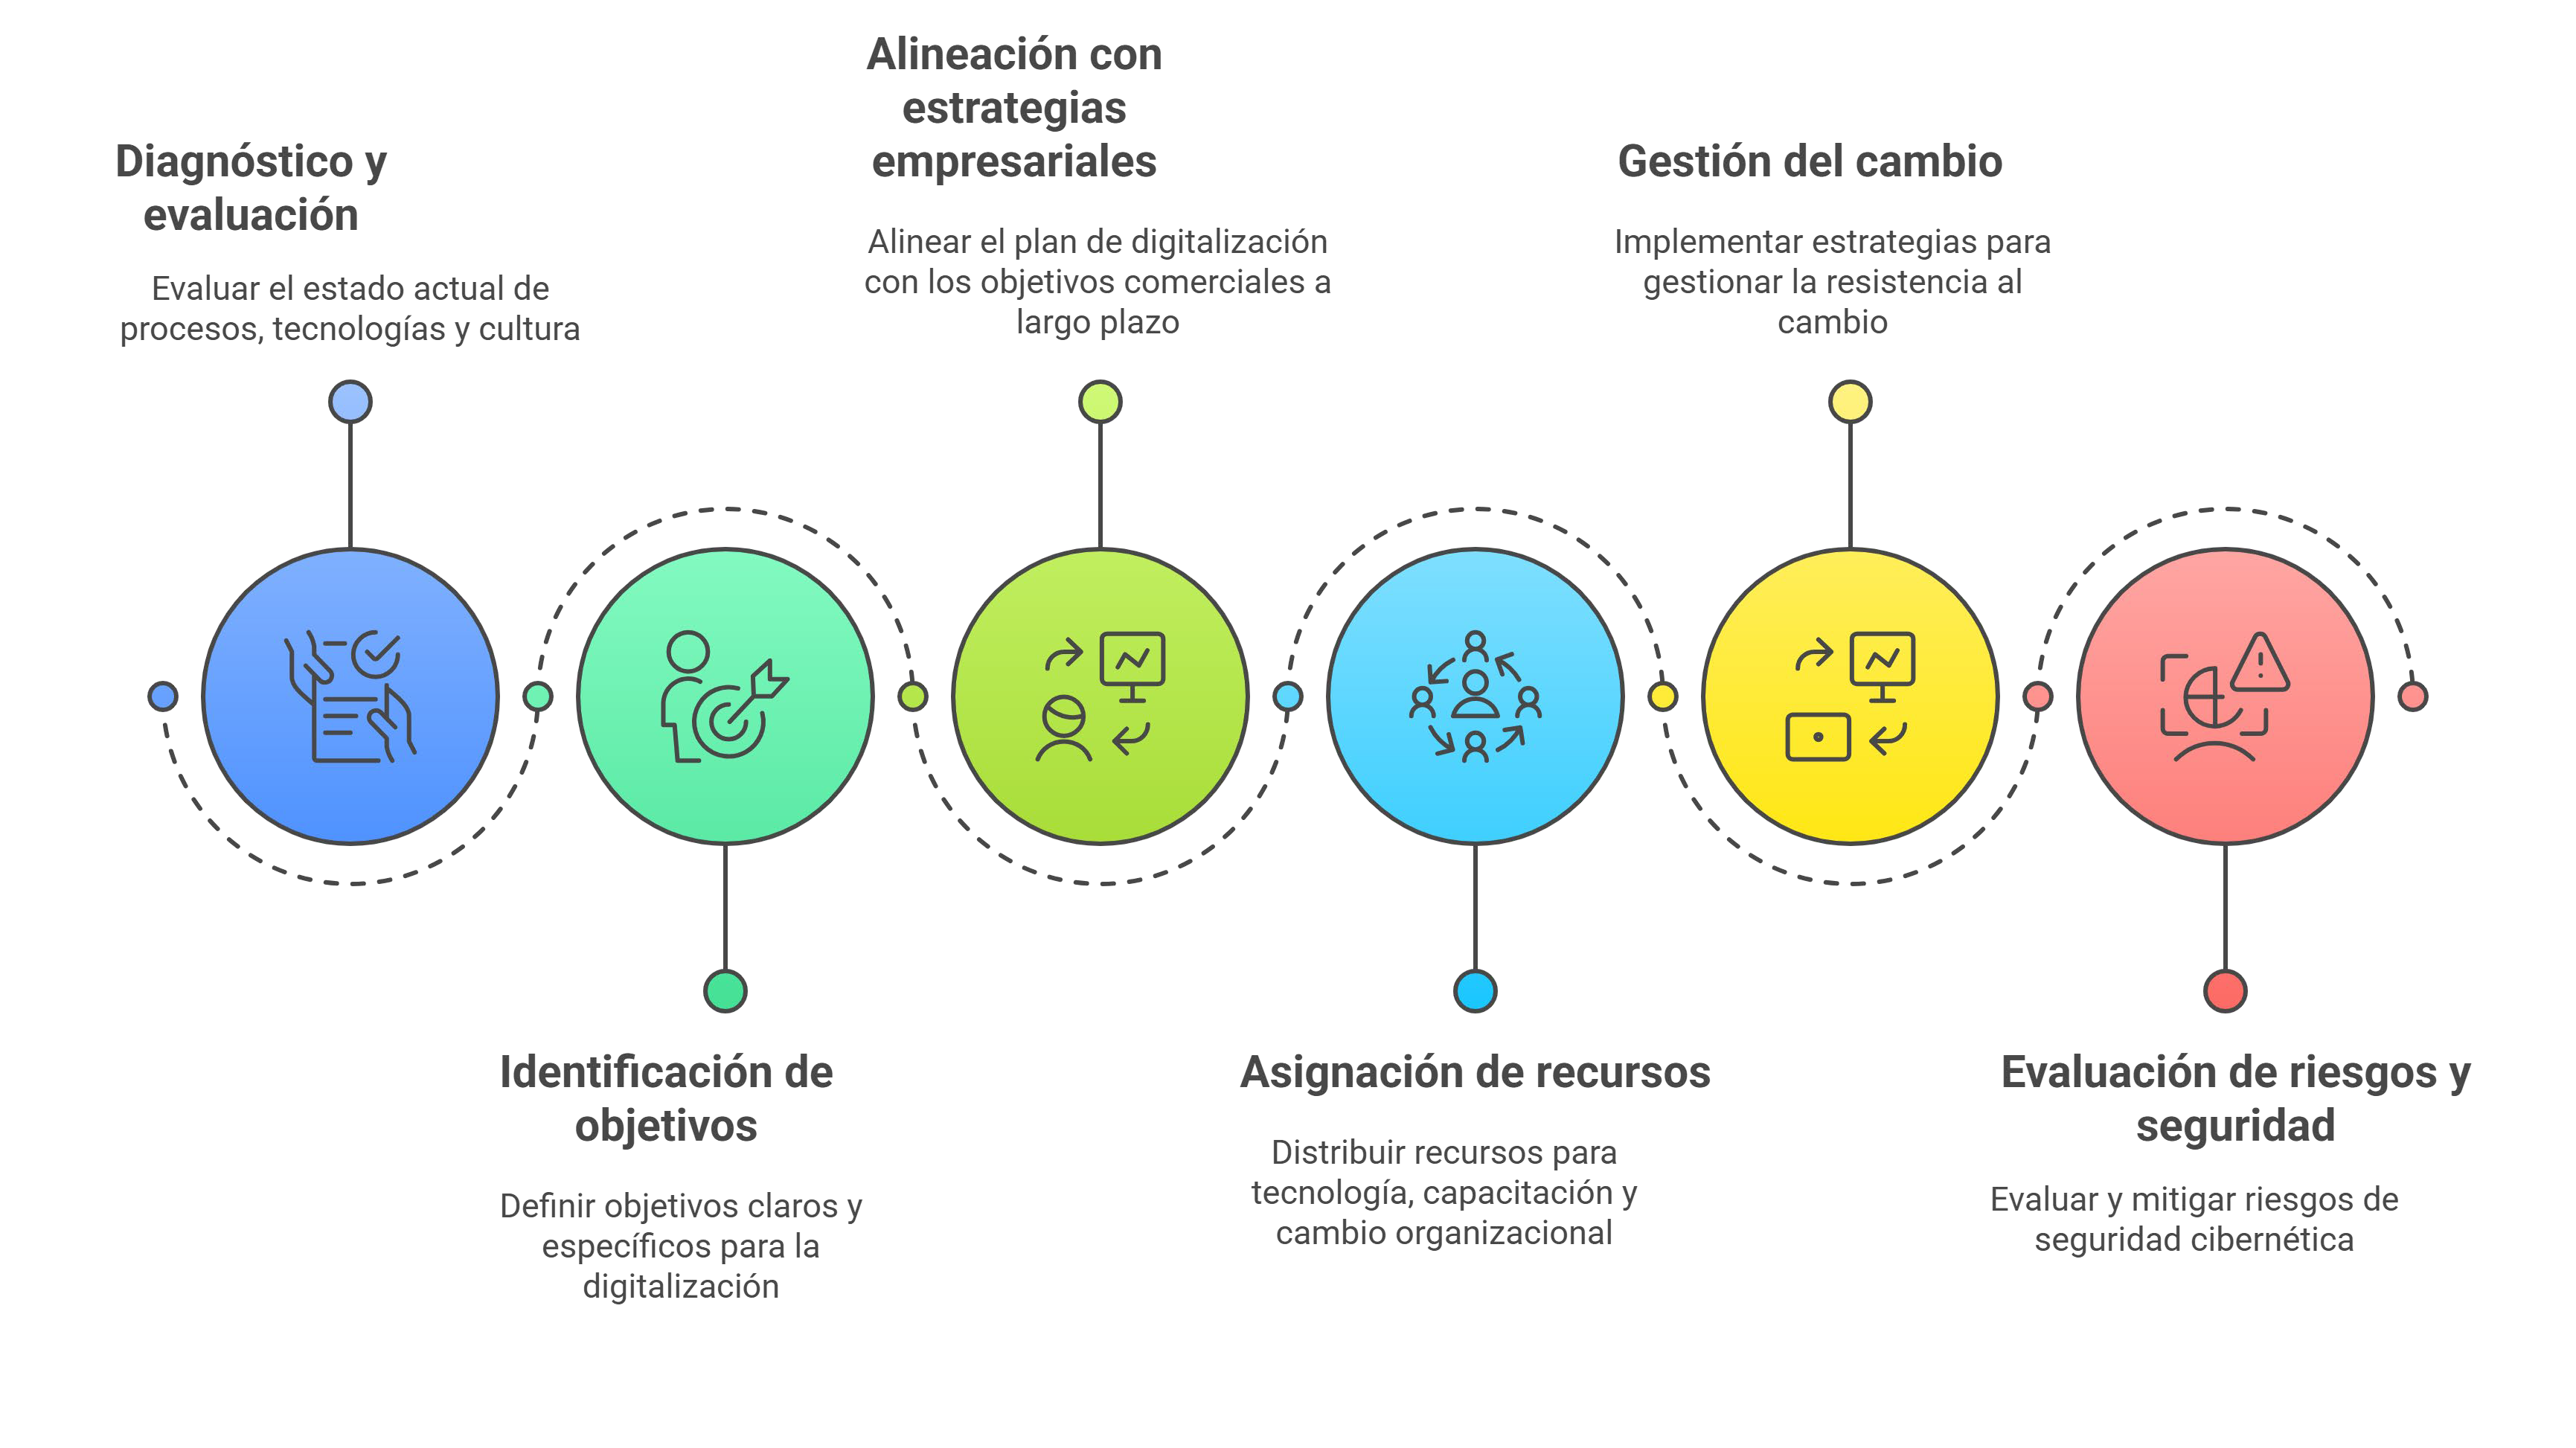 Diagnóstico y
evaluación
Evaluar el estado actual de
procesos, tecnologías y cultura
Identificación de
objetivos
Definir objetivos claros y
específicos para la
digitalización
Alineación con
estrategias
empresariales
Alinear el plan de digitalización
con los objetivos comerciales a
largo plazo
Asignación de recursos
Distribuir recursos para
tecnología, capacitación y
cambio organizacional
Gestión del cambio
Implementar estrategias para
gestionar la resistencia al
cambio
Evaluación de riesgos y
seguridad
Evaluar y mitigar riesgos de
seguridad cibernética